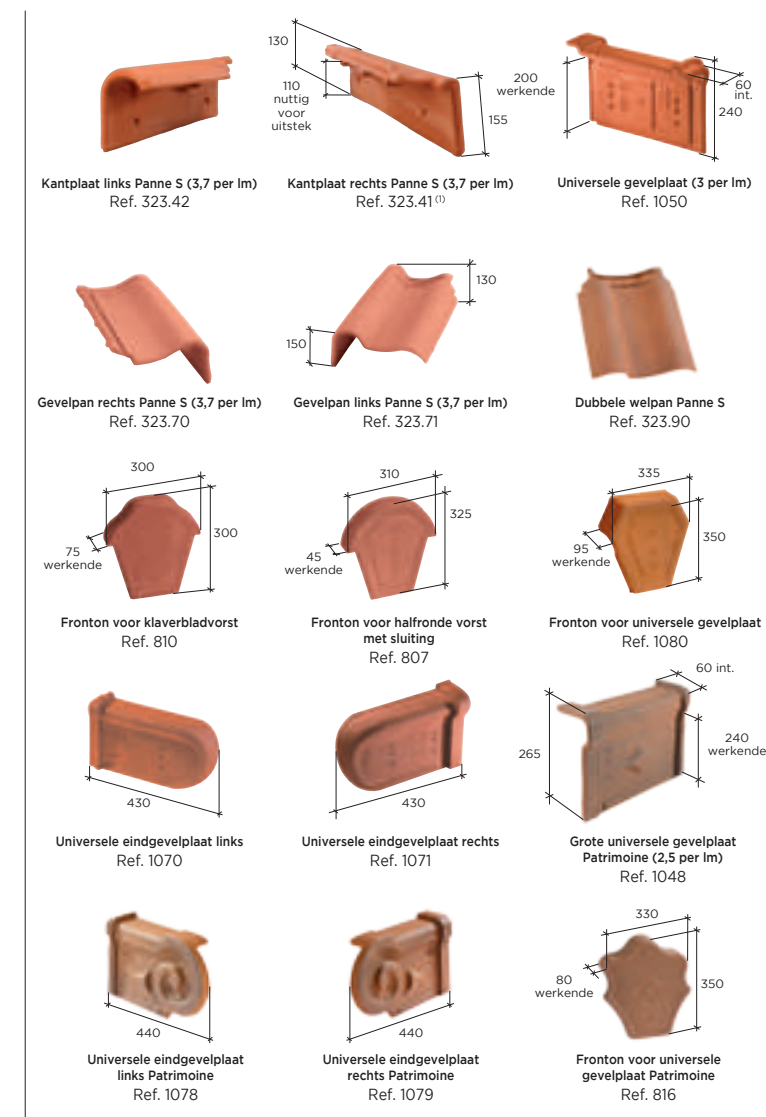 130
110
nuttig
voor
uitstek
155
200
werkende
60
int.
240
Kantplaat links Panne S (3,7 per lm)
Ref. 323.42
Kantplaat rechts Panne S (3,7 per lm)
Ref. 323.41 (1)
Universele gevelplaat (3 per lm)
Ref. 1050
150
130
Gevelpan rechts Panne S (3,7 per lm)
Ref. 323.70
Gevelpan links Panne S (3,7 per lm)
Ref. 323.71
Dubbele welpan Panne S
Ref. 323.90
300
300
75
werkende
310
325
45
werkende
335
350
95
werkende
Fronton voor klaverbladvorst
Ref. 810
Fronton voor halfronde vorst
met sluiting
Ref. 807
Fronton voor universele gevelplaat
Ref. 1080
430
430
60 int.
265
240
werkende
Universele eindgevelplaat links
Ref. 1070
Universele eindgevelplaat rechts
Ref. 1071
Grote universele gevelplaat
Patrimoine (2,5 per lm)
Ref. 1048
440
440
330
80
werkende
350
Universele eindgevelplaat
links Patrimoine
Ref. 1078
Universele eindgevelplaat
rechts Patrimoine
Ref. 1079
Fronton voor universele
gevelplaat Patrimoine
Ref. 816